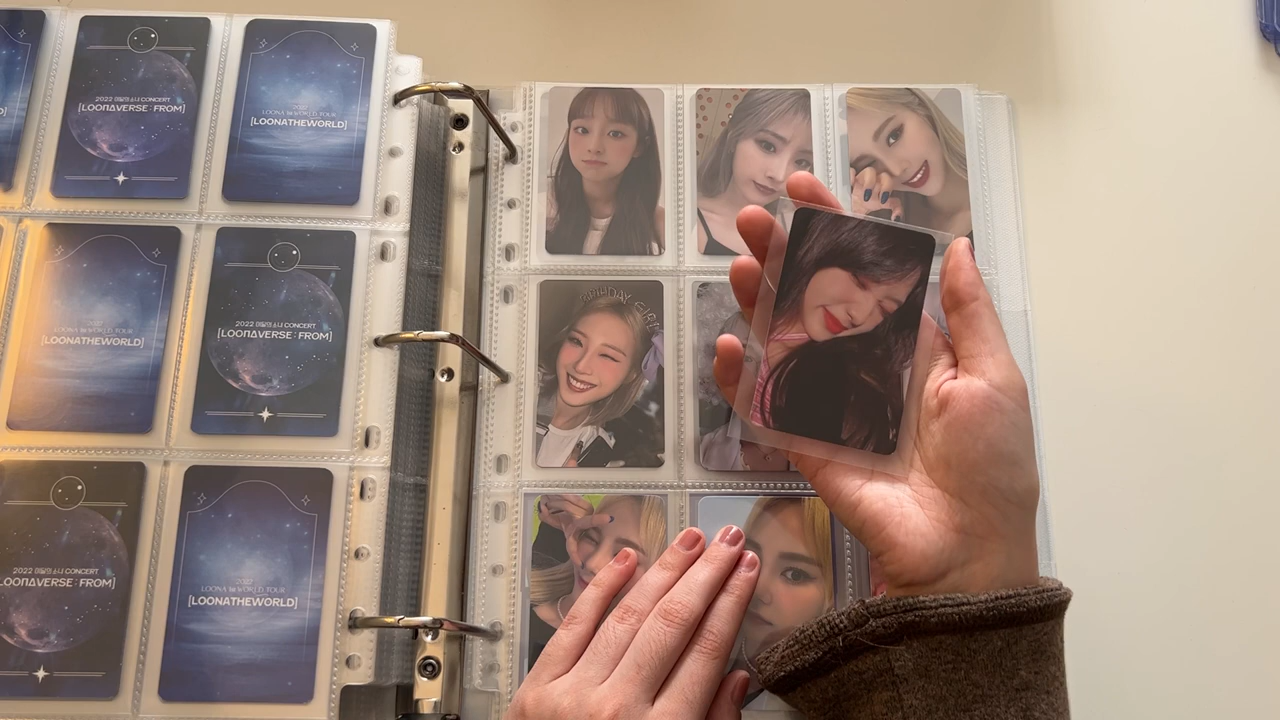 2022 이달의 소녀 CONCERT
[LOONAVERSE : FROM]
2022
LOONA 1st WORLD TOUR
[LOONATHEWORLD]
2022
LOONA 1st WORLD TOUR
[LOONATHEWORLD]
2022 이달의 소녀 CONCERT
[LOONAVERSE : FROM]
BIRTHDAY GIRL
2022 이달의 소녀 CONCERT
LOONAVERSE : FROM]
2022
LOONA 1st WORLD TOUR
[LOONATHEWORLD]